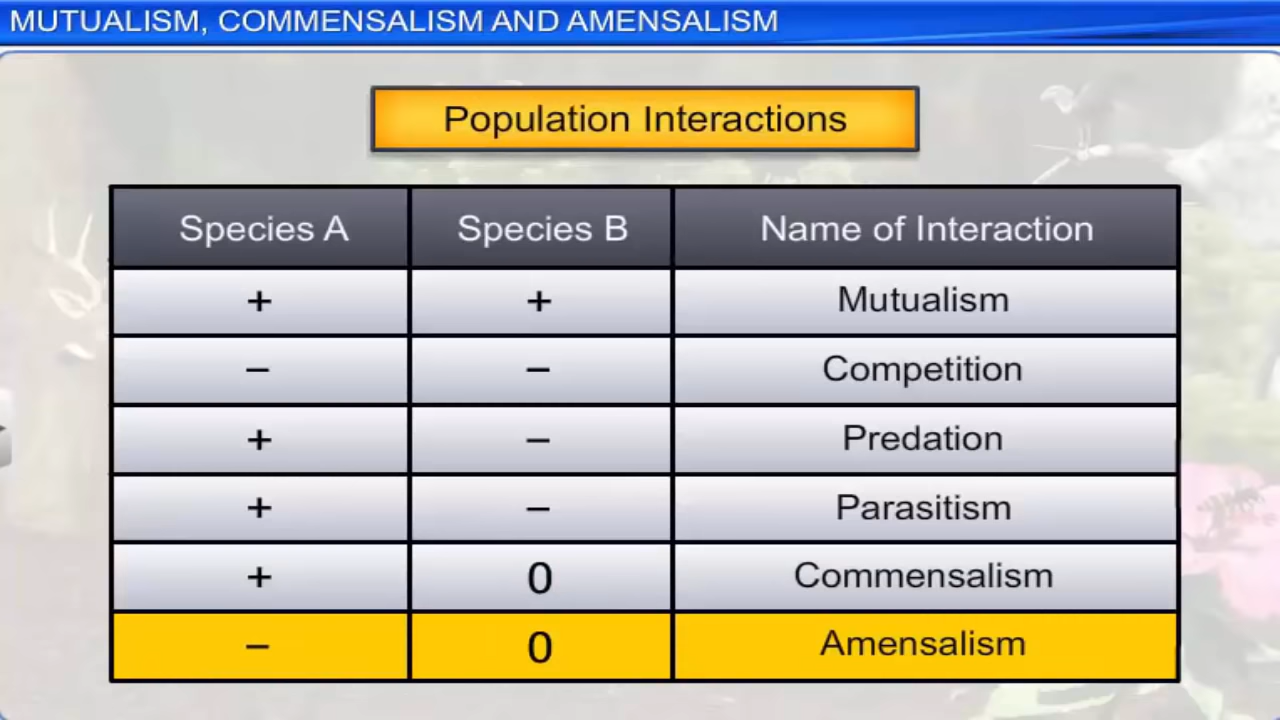 MUTUALISM, COMMENSALISM AND AMENSALISM
Population Interactions
Species A Species B Name of Interaction
+ + Mutualism
– – Competition
+ – Predation
+ – Parasitism
+ 0 Commensalism
– 0 Amensalism